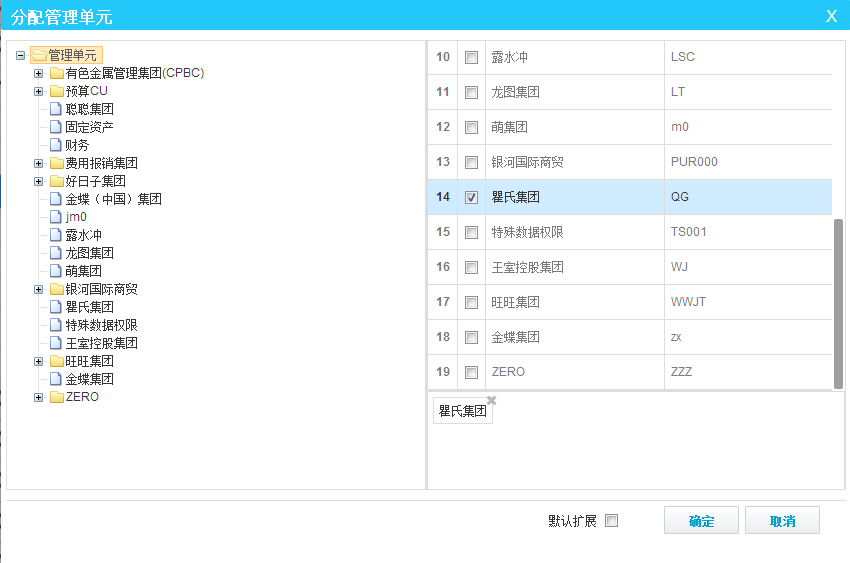 分配管理单元
X
管理单元
有色金属管理集团(CPBC)
预算CU
聪聪集团
固定资产
财务
费用报销集团
好日子集团
金蝶（中国）集团
jm0
露水冲
龙图集团
萌集团
银河国际商贸
瞿氏集团
特殊数据权限
王室控股集团
旺旺集团
金蝶集团
ZERO
10 露水冲 LSC
11 龙图集团 LT
12 萌集团 m0
13 银河国际商贸 PUR000
14 瞿氏集团 QG
15 特殊数据权限 TS001
16 王室控股集团 WJ
17 旺旺集团 WWJT
18 金蝶集团 zx
19 ZERO ZZZ
瞿氏集团
默认扩展 确定 取消